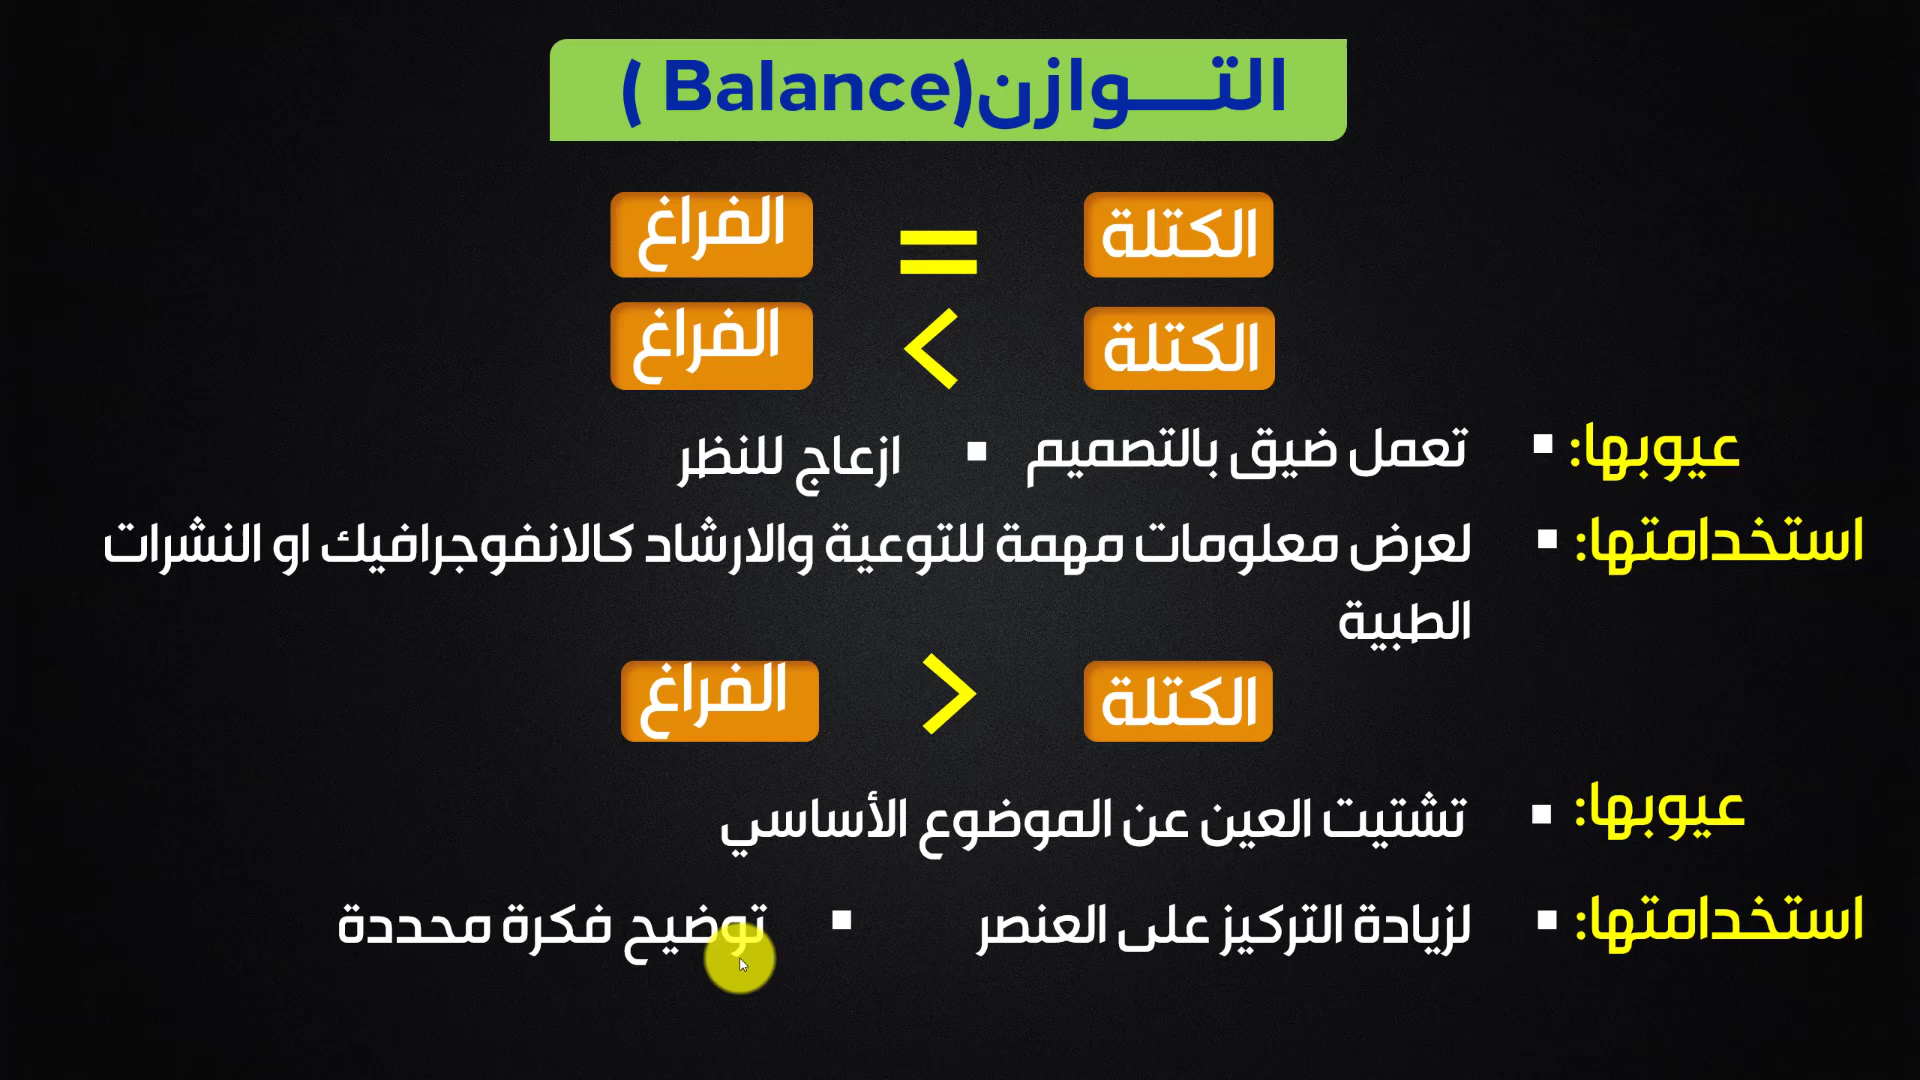 التـــوازن(Balance )
الكتلة = الفراغ
الكتلة < الفراغ
عيوبها: ▪ تعمل ضيق بالتصميم ▪ ازعاج للنظر
استخدامتها: ▪ لعرض معلومات مهمة للتوعية والارشاد كالانفوجرافيك او النشرات
الطبية
الكتلة > الفراغ
عيوبها: ▪ تشتيت العين عن الموضوع الأساسي
استخدامتها: ▪ لزيادة التركيز على العنصر ▪ توضيح فكرة محددة